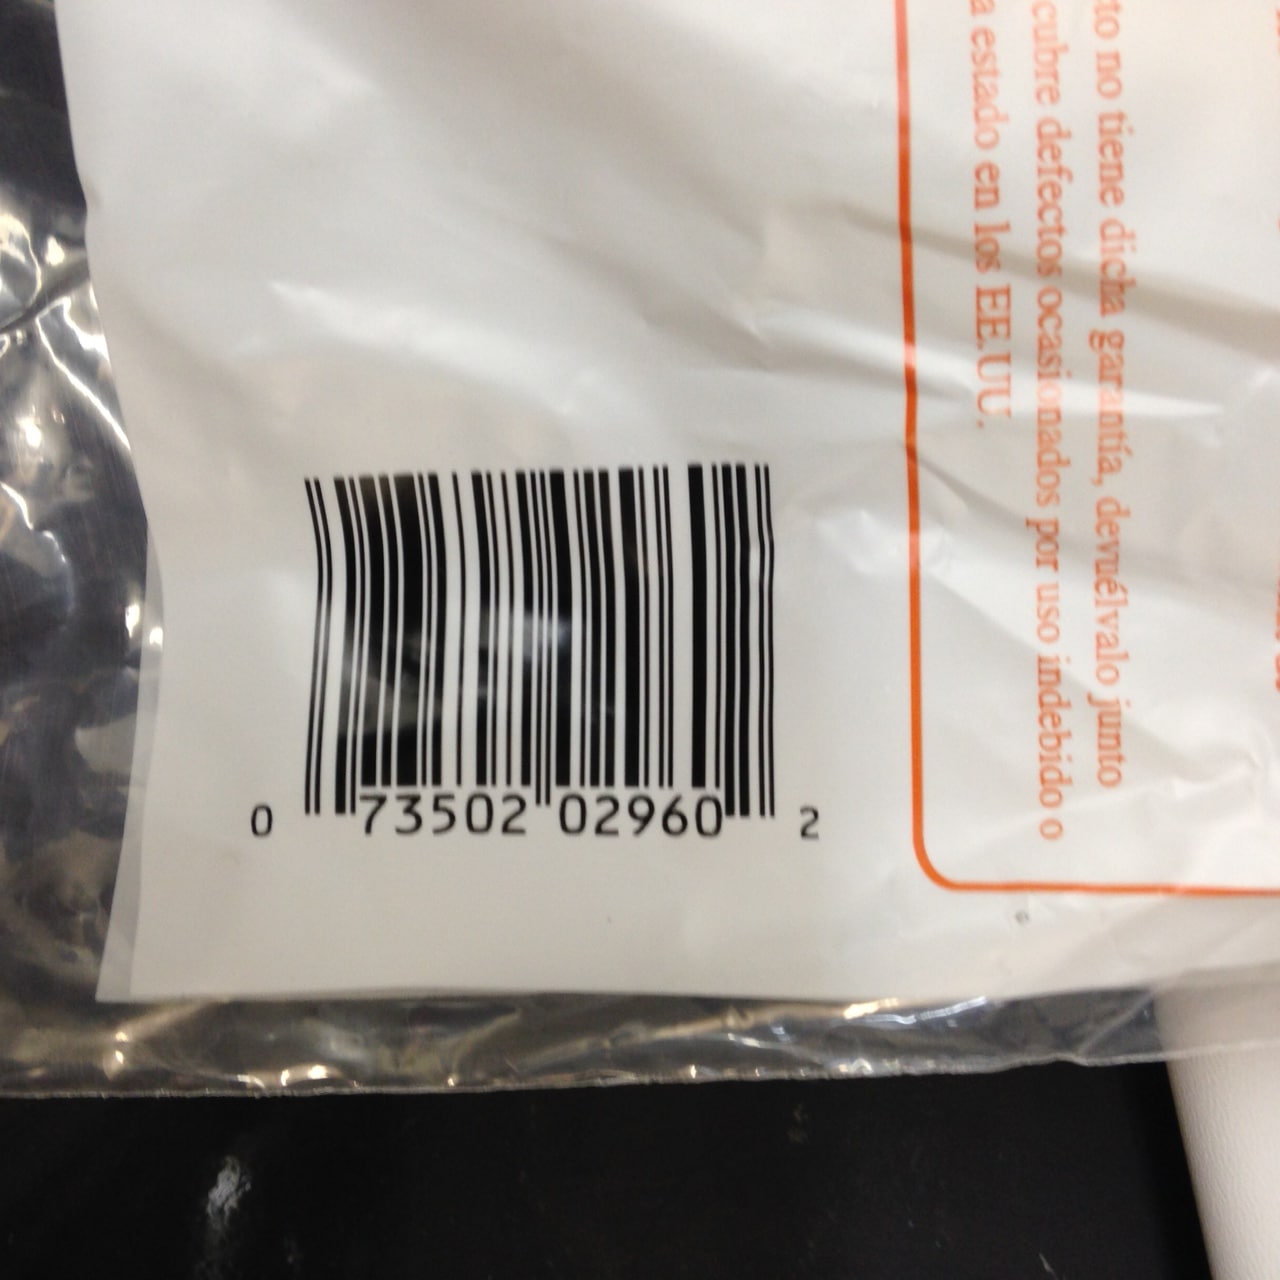 to no tiene dicha garantía, devuélvalo junto
cubre defectos ocasionados por uso indebido o
a estado en los EE.UU.
0 73502 02960 2